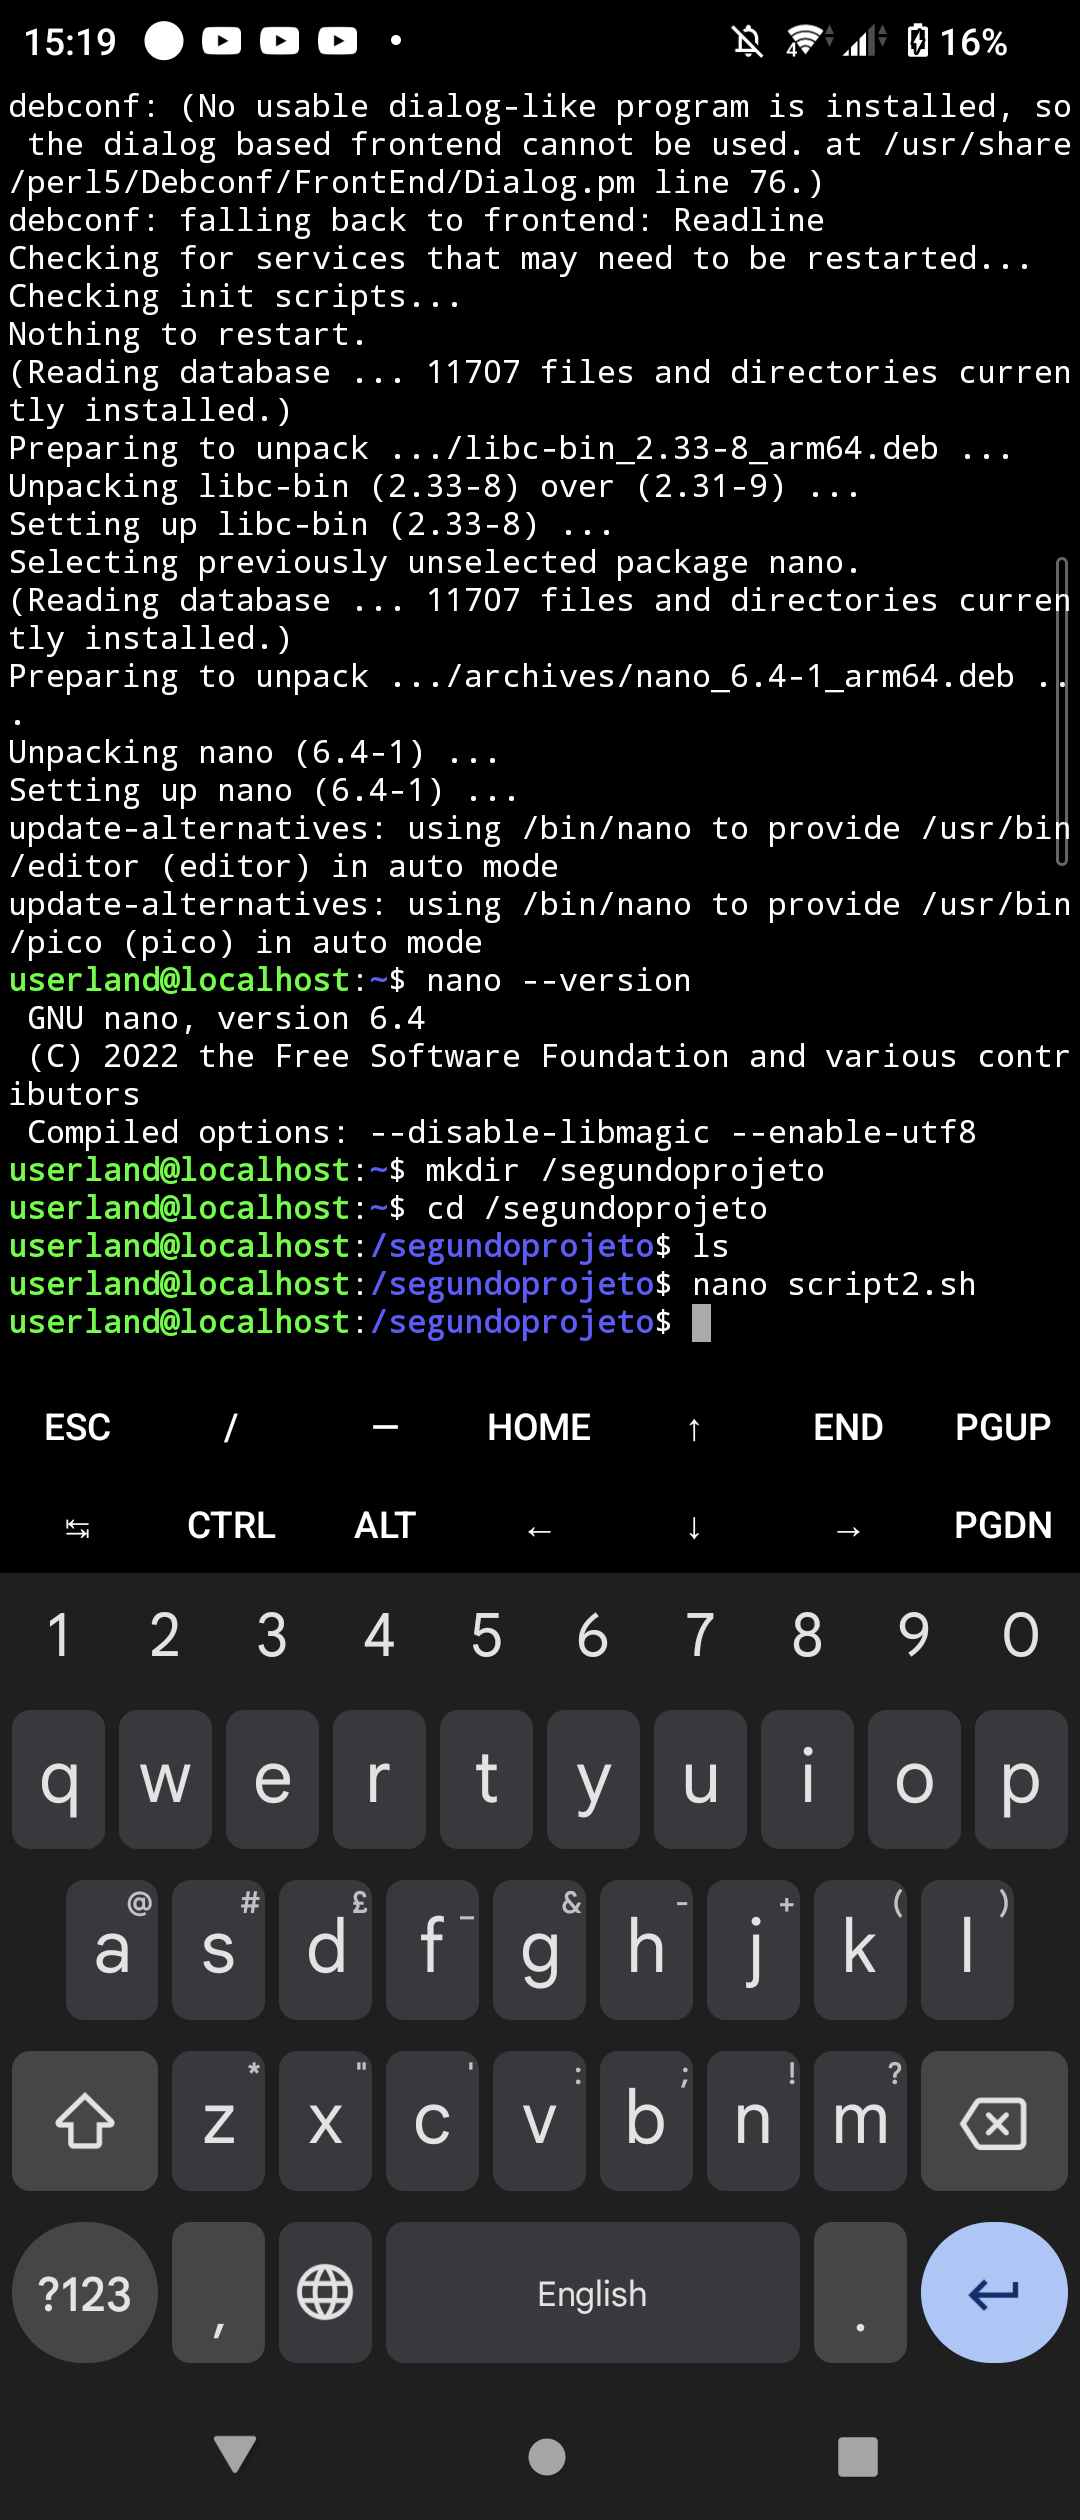 15:19
4
16%
debconf: (No usable dialog-like program is installed, so
 the dialog based frontend cannot be used. at /usr/share
/perl5/Debconf/FrontEnd/Dialog.pm line 76.)
debconf: falling back to frontend: Readline
Checking for services that may need to be restarted...
Checking init scripts...
Nothing to restart.
(Reading database ... 11707 files and directories curren
tly installed.)
Preparing to unpack .../libc-bin_2.33-8_arm64.deb ...
Unpacking libc-bin (2.33-8) over (2.31-9) ...
Setting up libc-bin (2.33-8) ...
Selecting previously unselected package nano.
(Reading database ... 11707 files and directories curren
tly installed.)
Preparing to unpack .../archives/nano_6.4-1_arm64.deb ..
.
Unpacking nano (6.4-1) ...
Setting up nano (6.4-1) ...
update-alternatives: using /bin/nano to provide /usr/bin
/editor (editor) in auto mode
update-alternatives: using /bin/nano to provide /usr/bin
/pico (pico) in auto mode
userland@localhost:~$ nano --version
 GNU nano, version 6.4
 (C) 2022 the Free Software Foundation and various contr
ibutors
 Compiled options: --disable-libmagic --enable-utf8
userland@localhost:~$ mkdir /segundoprojeto
userland@localhost:~$ cd /segundoprojeto
userland@localhost:/segundoprojeto$ ls
userland@localhost:/segundoprojeto$ nano script2.sh
userland@localhost:/segundoprojeto$
ESC / — HOME ↑ END PGUP
↹ CTRL ALT ← ↓ → PGDN
1 2 3 4 5 6 7 8 9 0
q w e r t y u i o p
@ # £ _ & - + ( )
a s d f g h j k l
* " ' : ; ! ?
z x c v b n m
?123 , English .